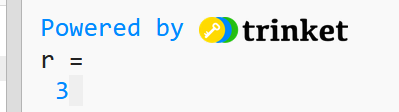 Powered by trinket
r =
3